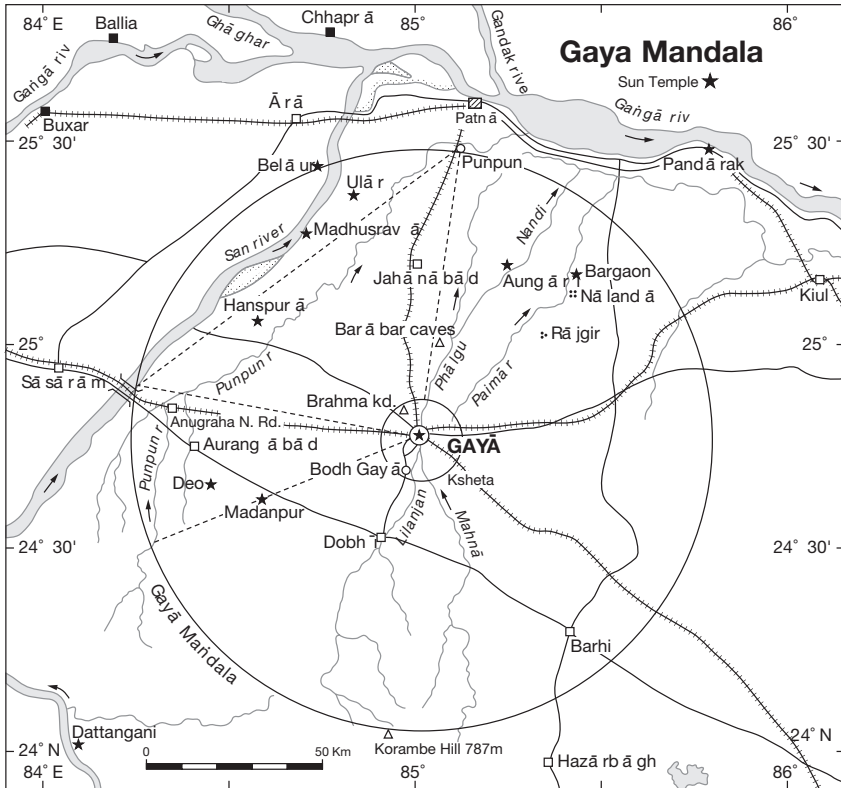 84° E
Ballia
Ghāghar
Chhaprā
85°
Gandak rive
86°
Gaya Mandala
Sun Temple ★
Gaṅgā riv
Ārā
Buxar
Patnā
Gaṅgā riv
25° 30'
25° 30'
Belāur
Punpun
Pandārak
Ulār
Nandi
San river
Madhusravā
Jahānābād
Aungāri
Bargaon
Nālandā
Kiul
Hanspurā
Barābar caves
25°
25°
Rājgir
Phālgu
Paimār
Sāsārām
Punpun r
Brahma kd.
Anugraha N. Rd.
Aurangābād
GAYĀ
Bodh Gayā
Ksheta
Punpun r
Deo
Madanpur
Lilanjan
Mahnā
24° 30'
Dobhi
24° 30'
Gayā Maṅdala
Barhi
Dattangani
24° N
24° N
0
50 Km
Korambe Hill 787m
Hazārbāgh
84° E
85°
86°